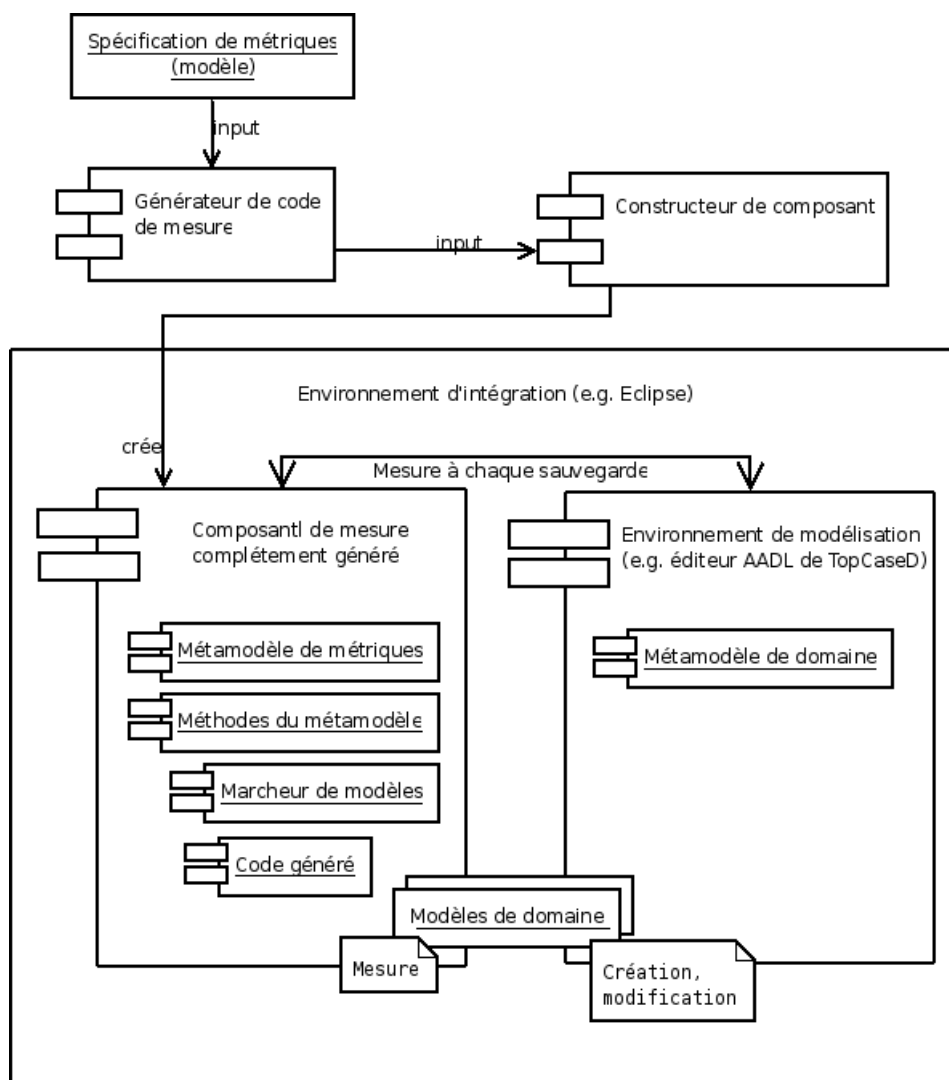 Spécification de métriques
(modèle)
input
Générateur de code
de mesure
input
Constructeur de composant
Environnement d'intégration (e.g. Eclipse)
crée
Mesure à chaque sauvegarde
Composantl de mesure
complétement généré
Environnement de modélisation
(e.g. éditeur AADL de TopCaseD)
Métamodèle de métriques
Métamodèle de domaine
Méthodes du métamodèle
Marcheur de modèles
Code généré
Modèles de domaine
Mesure
Création,
modification